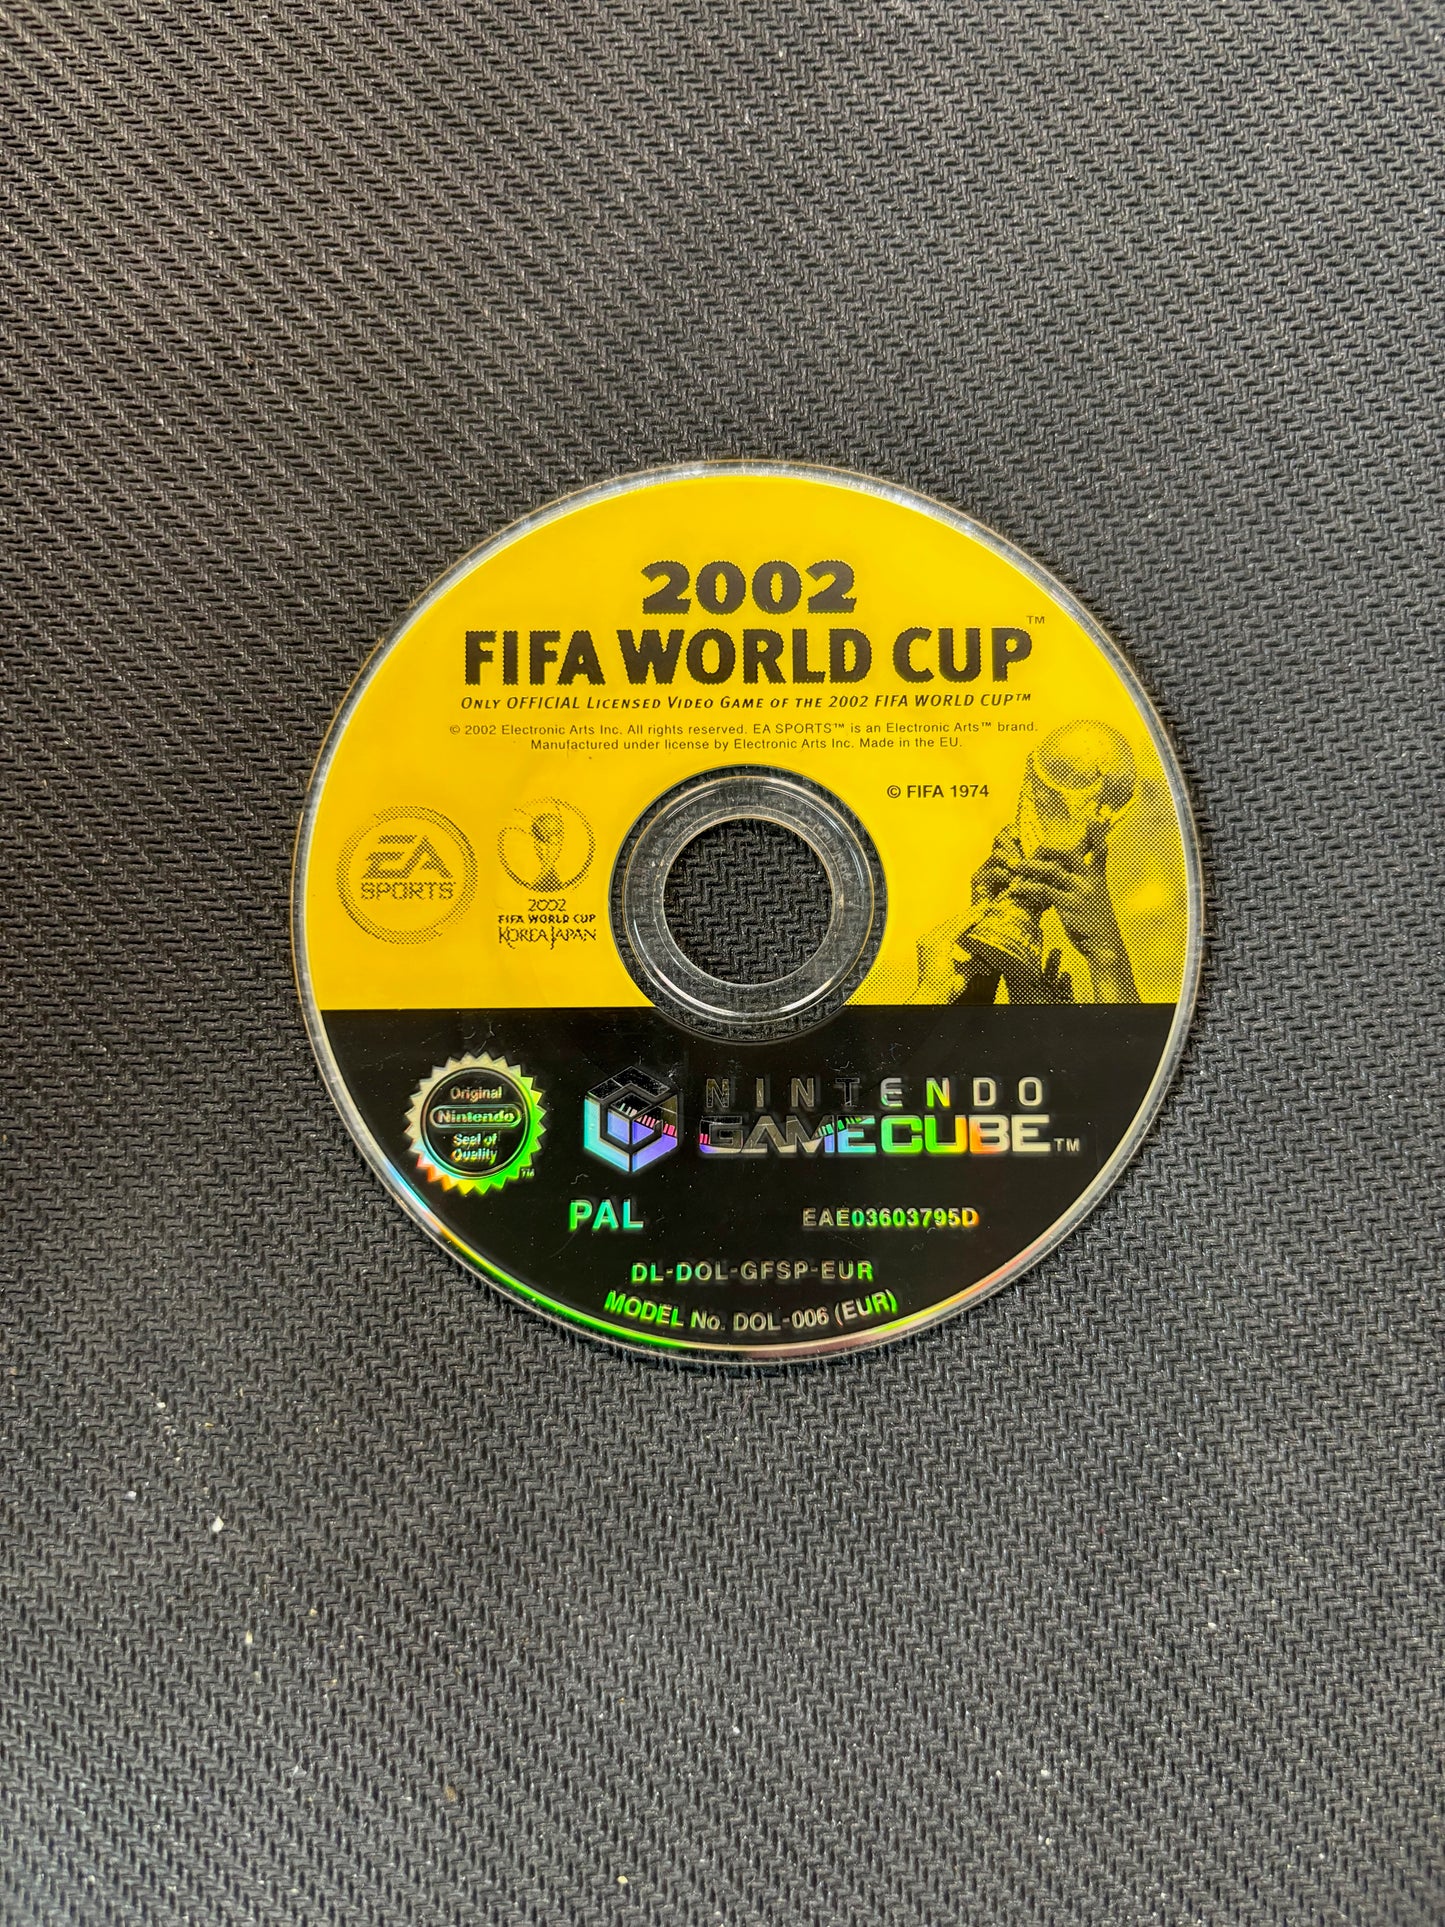 2002
FIFA WORLD CUP™
ONLY OFFICIAL LICENSED VIDEO GAME OF THE 2002 FIFA WORLD CUP™
© 2002 Electronic Arts Inc. All rights reserved. EA SPORTS™ is an Electronic Arts™ brand.
Manufactured under license by Electronic Arts Inc. Made in the EU.
© FIFA 1974
EA
SPORTS™
2002
FIFA WORLD CUP
KOREA JAPAN
Original
Nintendo
Seal of
Quality
™
NINTENDO
GAMECUBE™
PAL
EAE03603795D
DL-DOL-GFSP-EUR
MODEL No. DOL-006 (EUR)